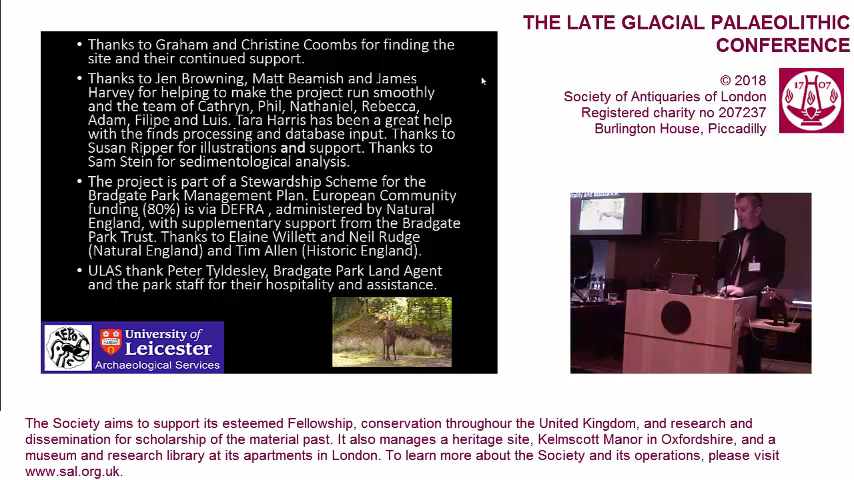 THE LATE GLACIAL PALAEOLITHIC
CONFERENCE
© 2018
Society of Antiquaries of London
Registered charity no 207237
Burlington House, Piccadilly
17 07
• Thanks to Graham and Christine Coombs for finding the
site and their continued support.
• Thanks to Jen Browning, Matt Beamish and James
Harvey for helping to make the project run smoothly
and the team of Cathryn, Phil, Nathaniel, Rebecca,
Adam, Filipe and Luis. Tara Harris has been a great help
with the finds processing and database input. Thanks to
Susan Ripper for illustrations and support. Thanks to
Sam Stein for sedimentological analysis.
• The project is part of a Stewardship Scheme for the
Bradgate Park Management Plan. European Community
funding (80%) is via DEFRA , administered by Natural
England, with supplementary support from the Bradgate
Park Trust. Thanks to Elaine Willett and Neil Rudge
(Natural England) and Tim Allen (Historic England).
• ULAS thank Peter Tyldesley, Bradgate Park Land Agent
and the park staff for their hospitality and assistance.
University of
Leicester
Archaeological Services
The Society aims to support its esteemed Fellowship, conservation throughour the United Kingdom, and research and
dissemination for scholarship of the material past. It also manages a heritage site, Kelmscott Manor in Oxfordshire, and a
museum and research library at its apartments in London. To learn more about the Society and its operations, please visit
www.sal.org.uk.